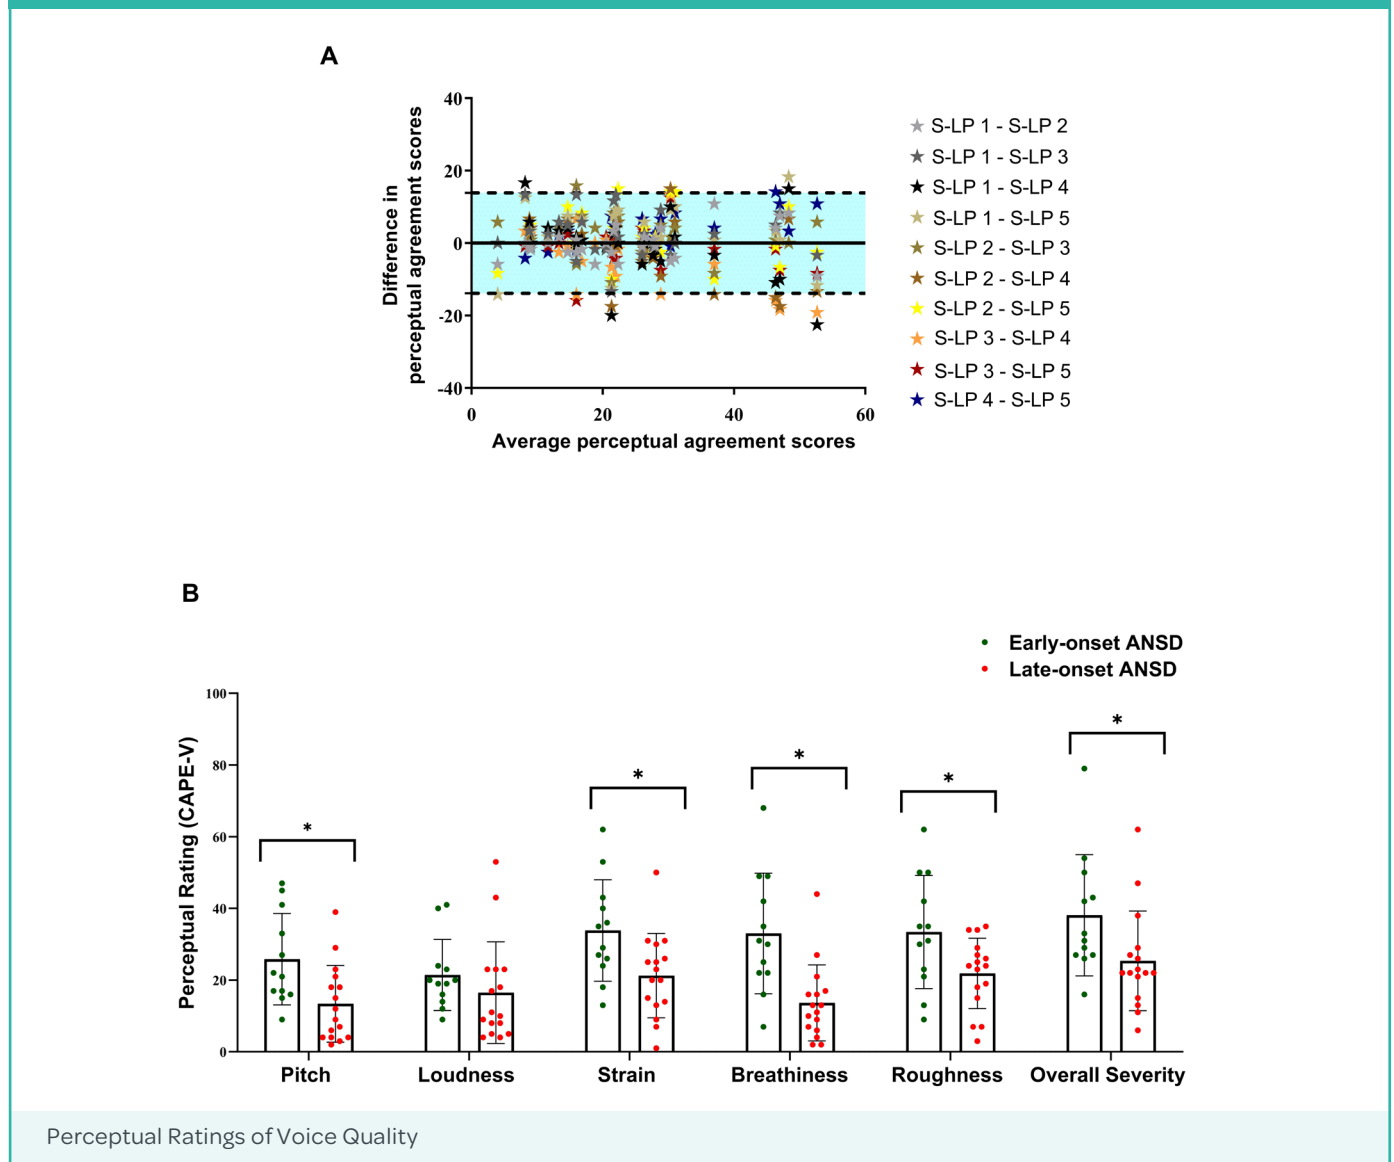 A
40
20
0
-20
-40
Difference in
perceptual agreement scores
0 20 40 60
Average perceptual agreement scores
S-LP 1 - S-LP 2
S-LP 1 - S-LP 3
S-LP 1 - S-LP 4
S-LP 1 - S-LP 5
S-LP 2 - S-LP 3
S-LP 2 - S-LP 4
S-LP 2 - S-LP 5
S-LP 3 - S-LP 4
S-LP 3 - S-LP 5
S-LP 4 - S-LP 5
B
Early-onset ANSD
Late-onset ANSD
100
80
60
40
20
0
Perceptual Rating (CAPE-V)
* * * * *
Pitch Loudness Strain Breathiness Roughness Overall Severity
Perceptual Ratings of Voice Quality